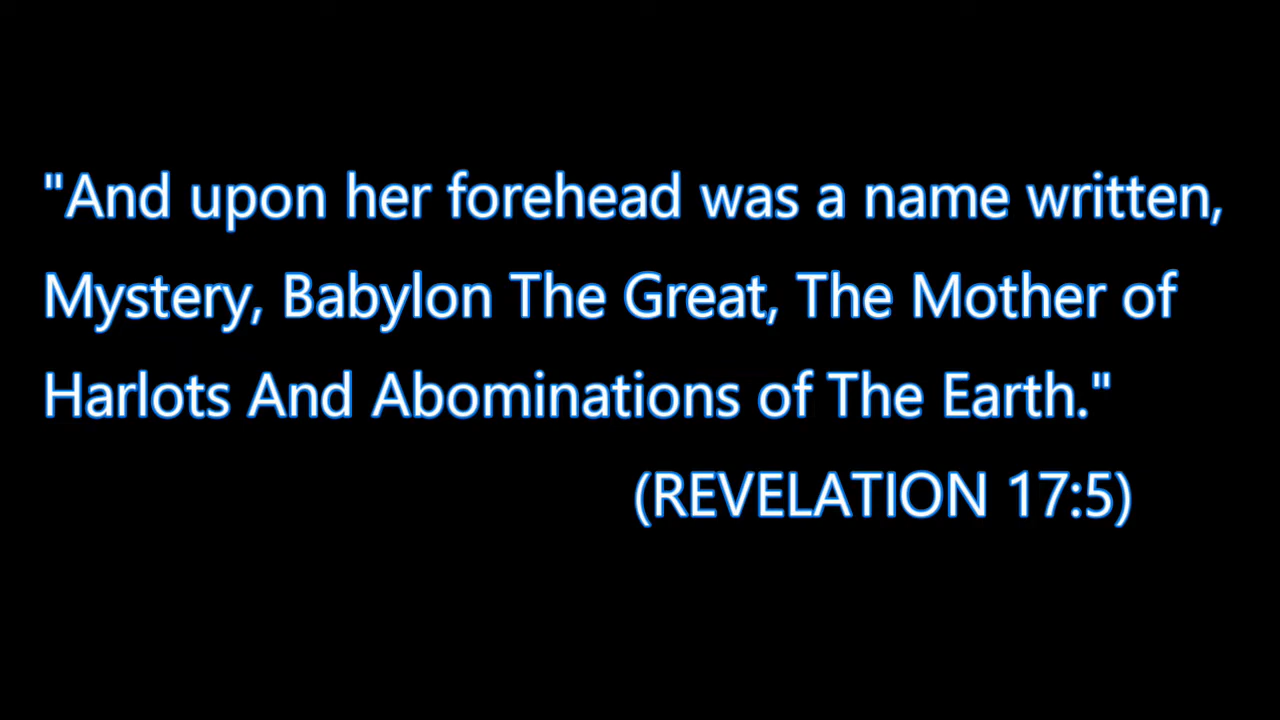 "And upon her forehead was a name written,
Mystery, Babylon The Great, The Mother of
Harlots And Abominations of The Earth."
(REVELATION 17:5)